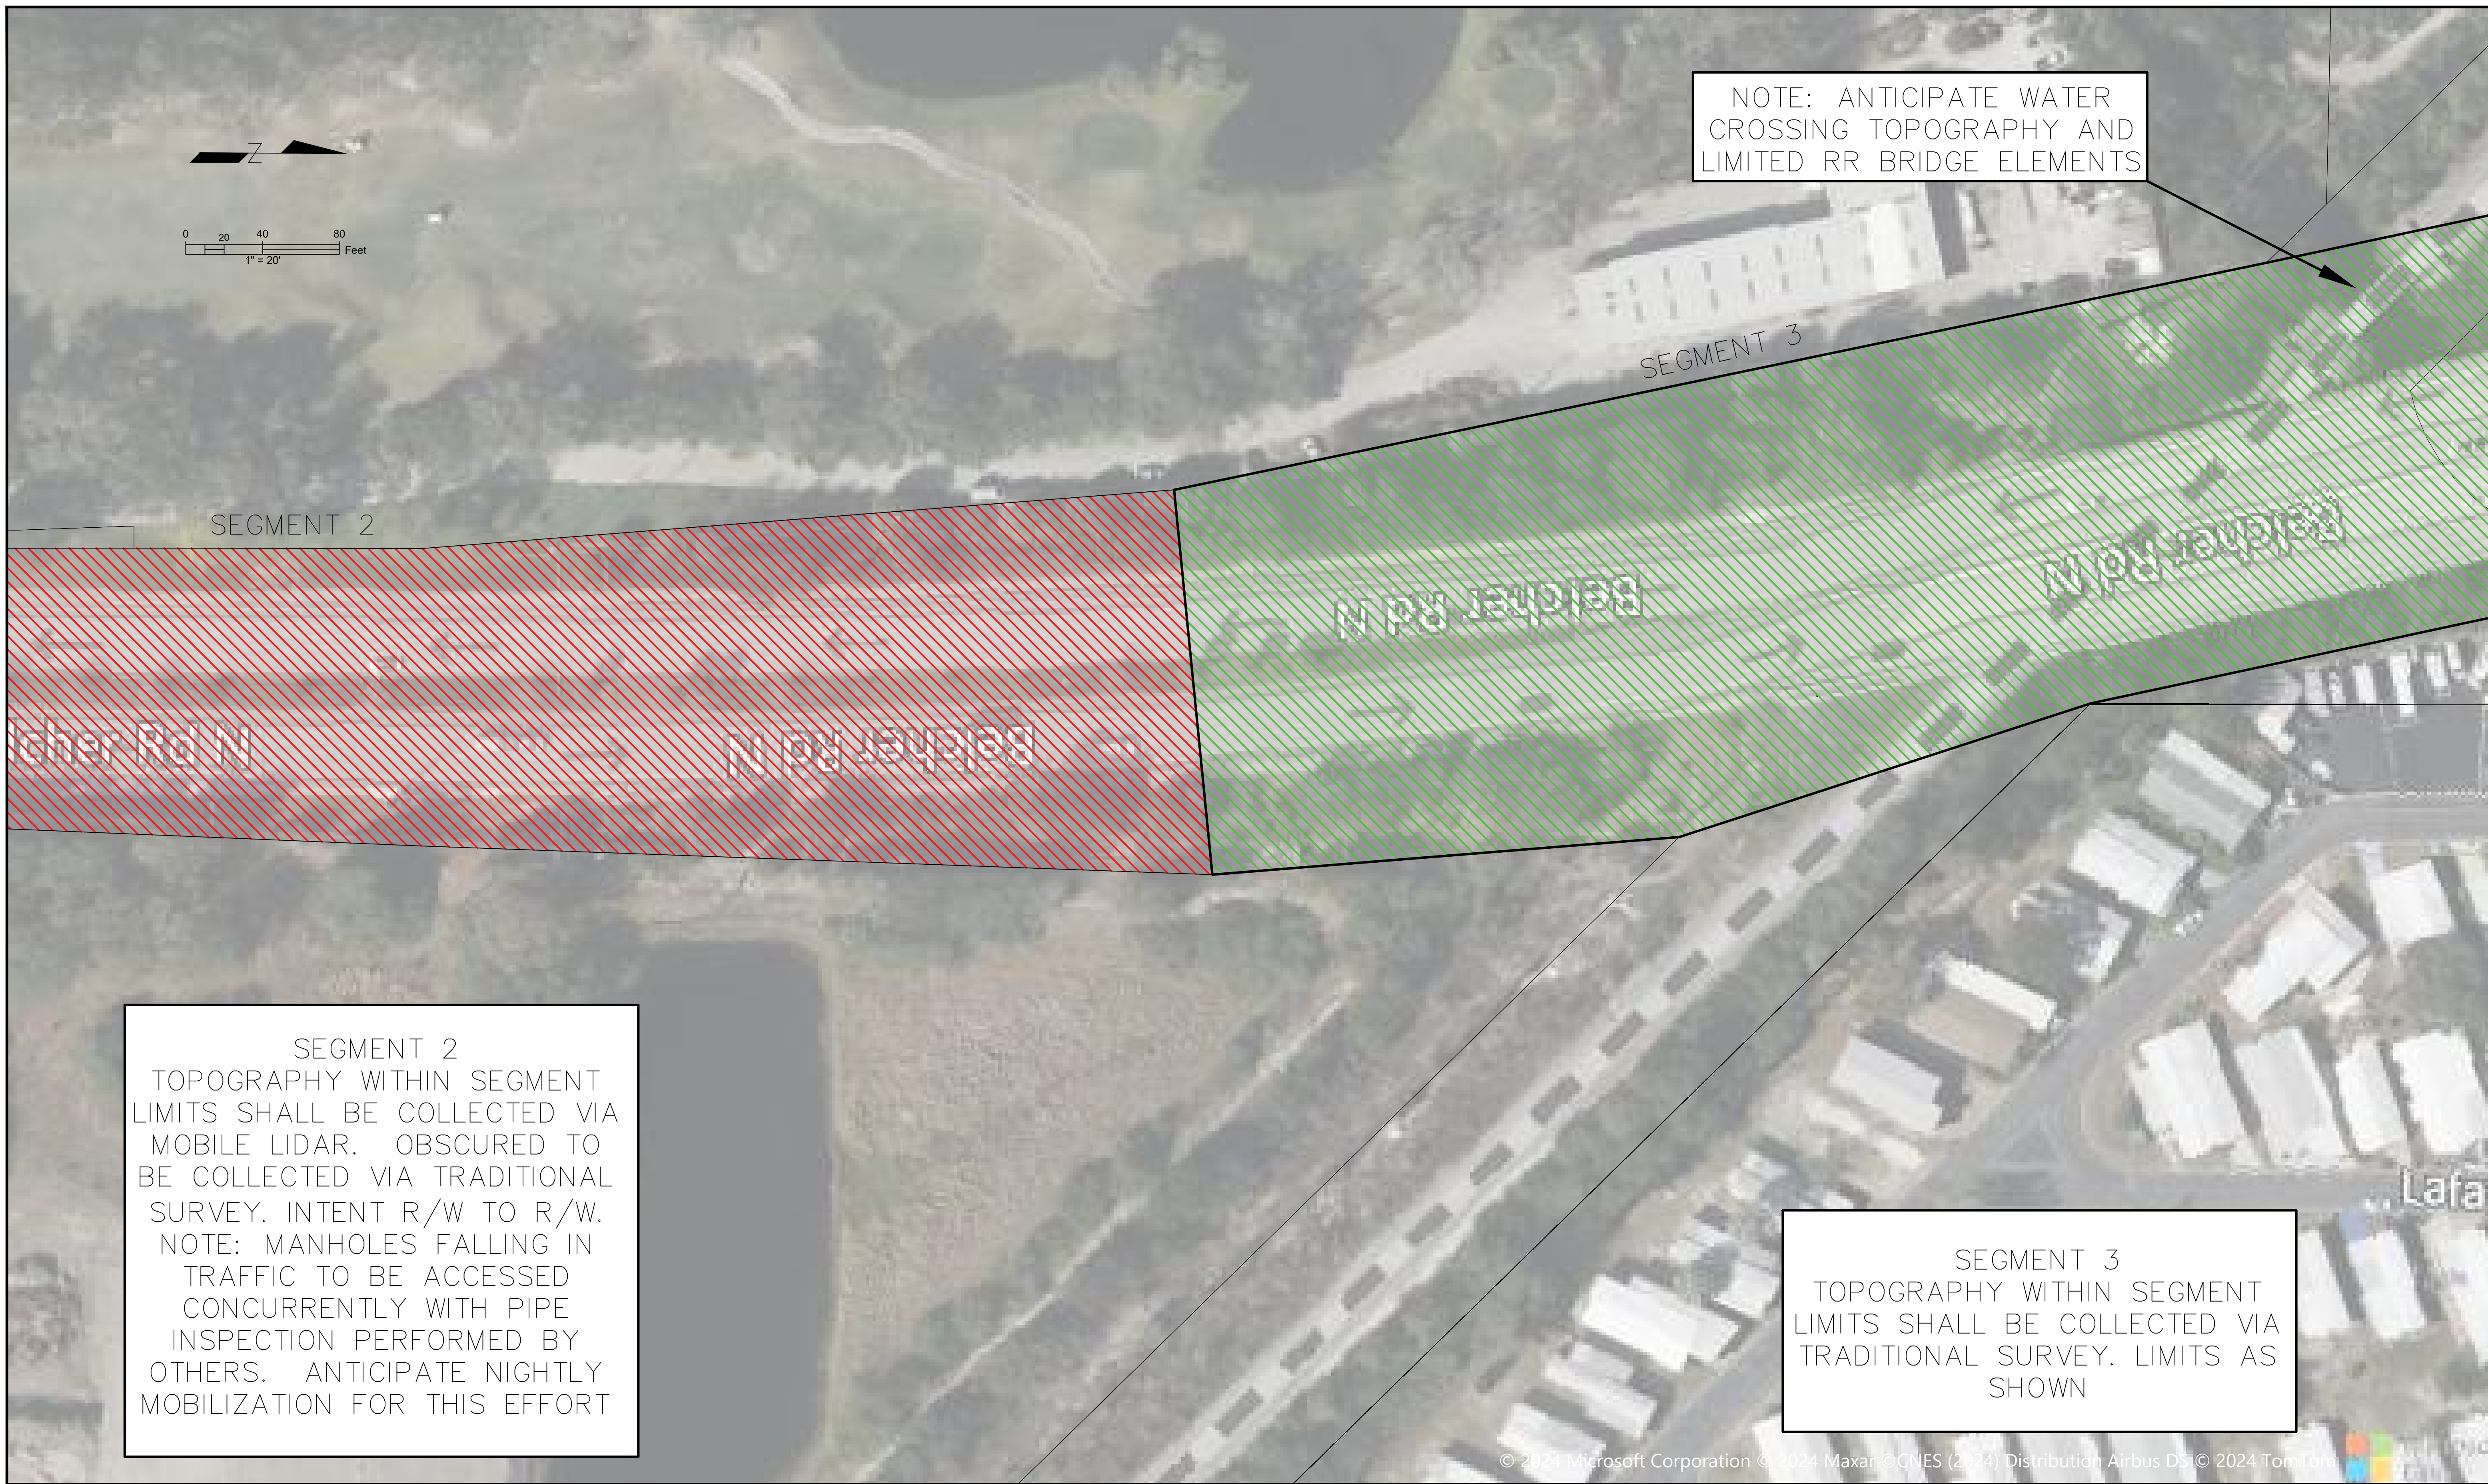 NOTE: ANTICIPATE WATER
CROSSING TOPOGRAPHY AND
LIMITED RR BRIDGE ELEMENTS
Z
0 20 40 80
Feet
1" = 20'
SEGMENT 3
SEGMENT 2
Belcher Rd N
Belcher Rd N
cher Rd N
Belcher Rd N
SEGMENT 2
TOPOGRAPHY WITHIN SEGMENT
LIMITS SHALL BE COLLECTED VIA
MOBILE LIDAR. OBSCURED TO
BE COLLECTED VIA TRADITIONAL
SURVEY. INTENT R/W TO R/W.
NOTE: MANHOLES FALLING IN
TRAFFIC TO BE ACCESSED
CONCURRENTLY WITH PIPE
INSPECTION PERFORMED BY
OTHERS. ANTICIPATE NIGHTLY
MOBILIZATION FOR THIS EFFORT
Lafa
SEGMENT 3
TOPOGRAPHY WITHIN SEGMENT
LIMITS SHALL BE COLLECTED VIA
TRADITIONAL SURVEY. LIMITS AS
SHOWN
© 2024 Microsoft Corporation © 2024 Maxar ©CNES (2024) Distribution Airbus DS © 2024 TomTom